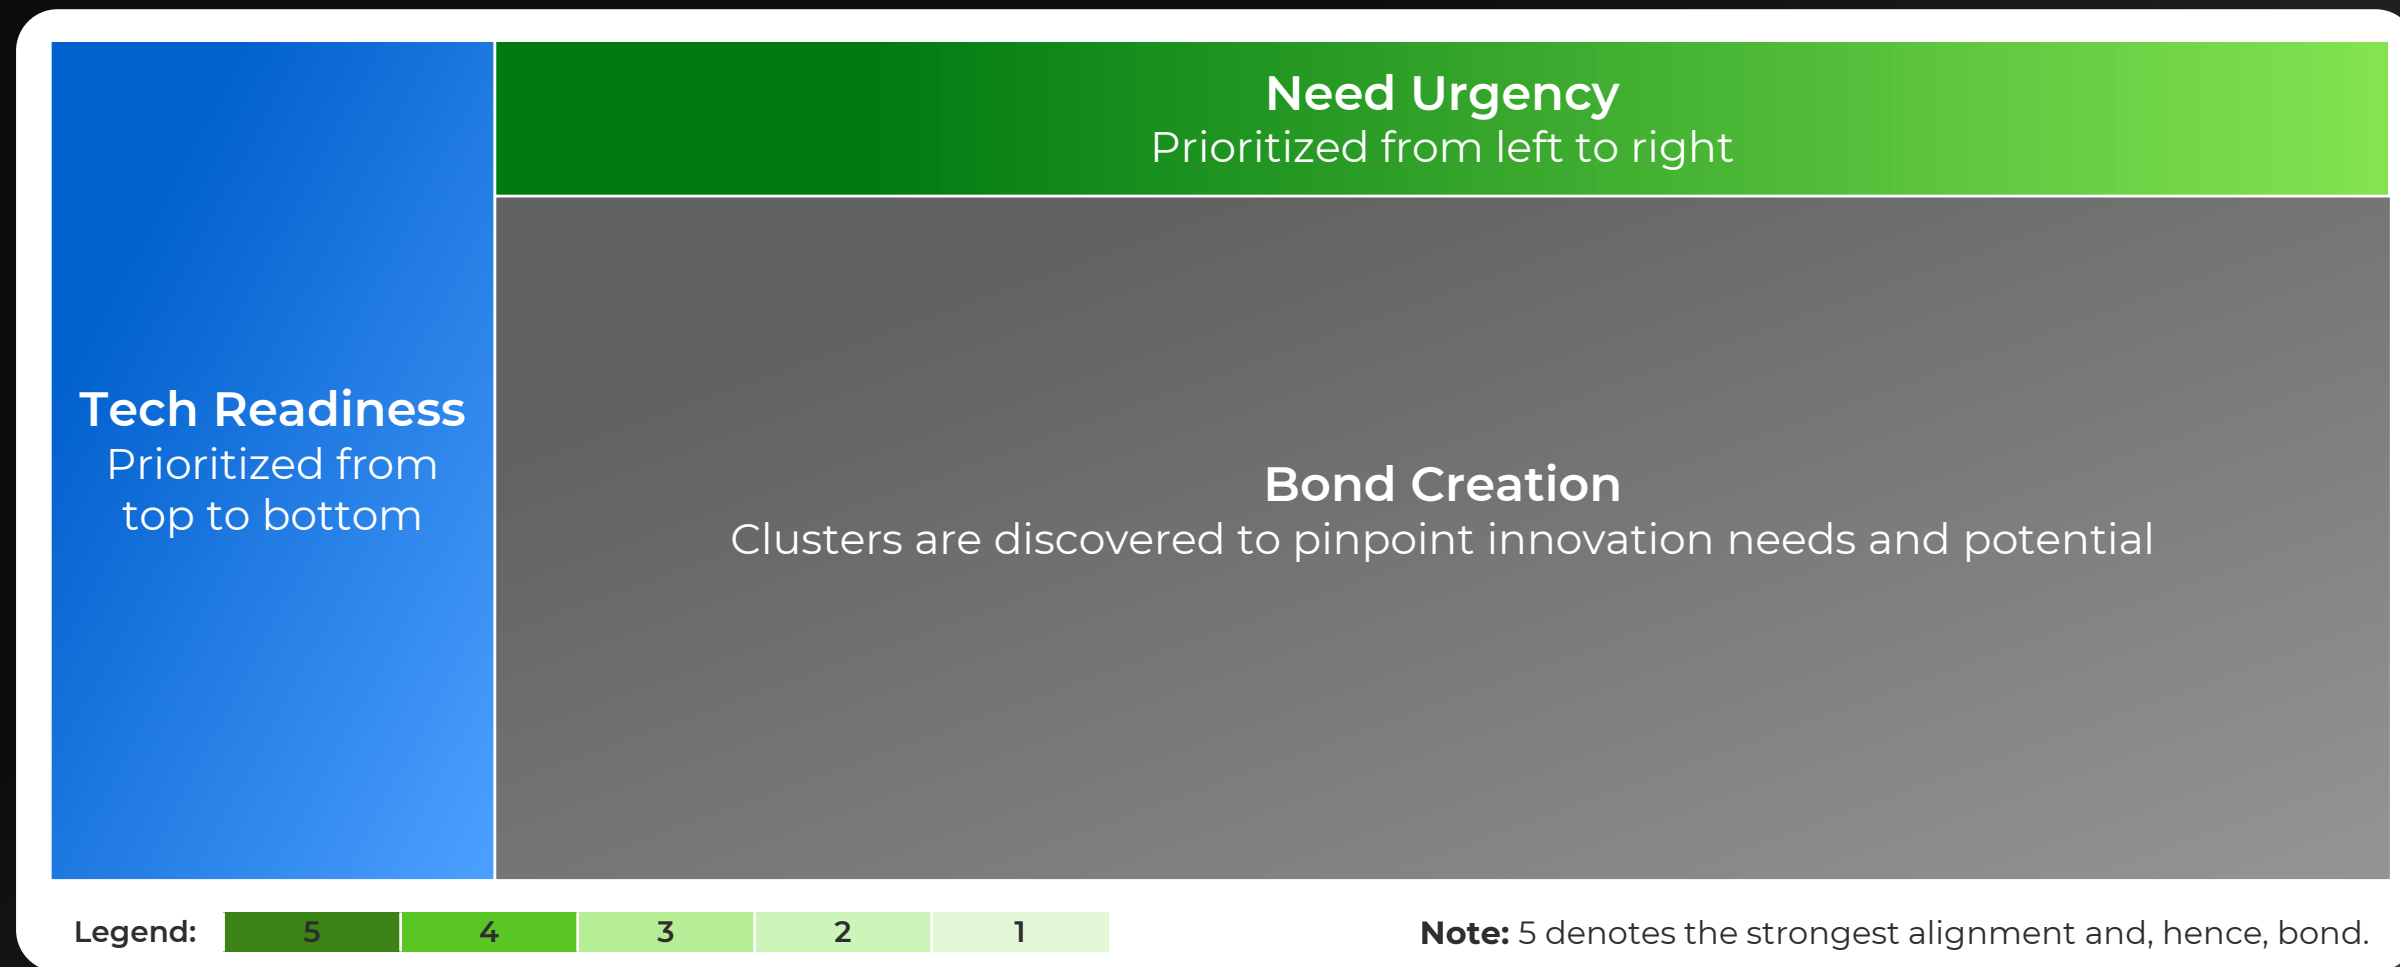 Need Urgency
Prioritized from left to right
Tech Readiness
Prioritized from
top to bottom
Bond Creation
Clusters are discovered to pinpoint innovation needs and potential
Legend: 5 4 3 2 1
Note: 5 denotes the strongest alignment and, hence, bond.